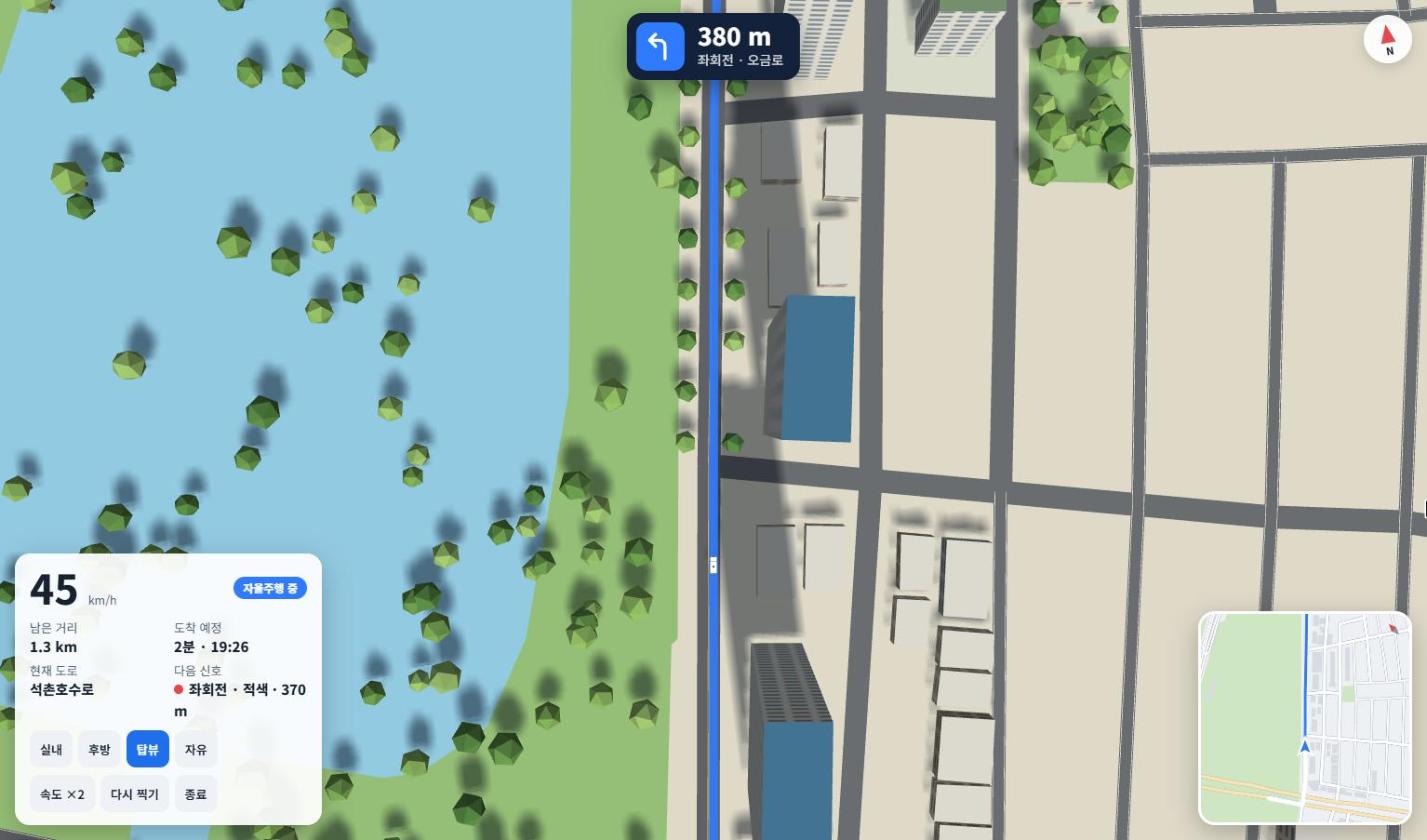 380 m
좌회전 · 오금로
N
45 km/h
자율주행 중
남은 거리
1.3 km
도착 예정
2분 · 19:26
현재 도로
석촌호수로
다음 신호
좌회전 · 적색 · 370
m
실내 후방 탑뷰 자유
속도 ×2 다시 찍기 종료